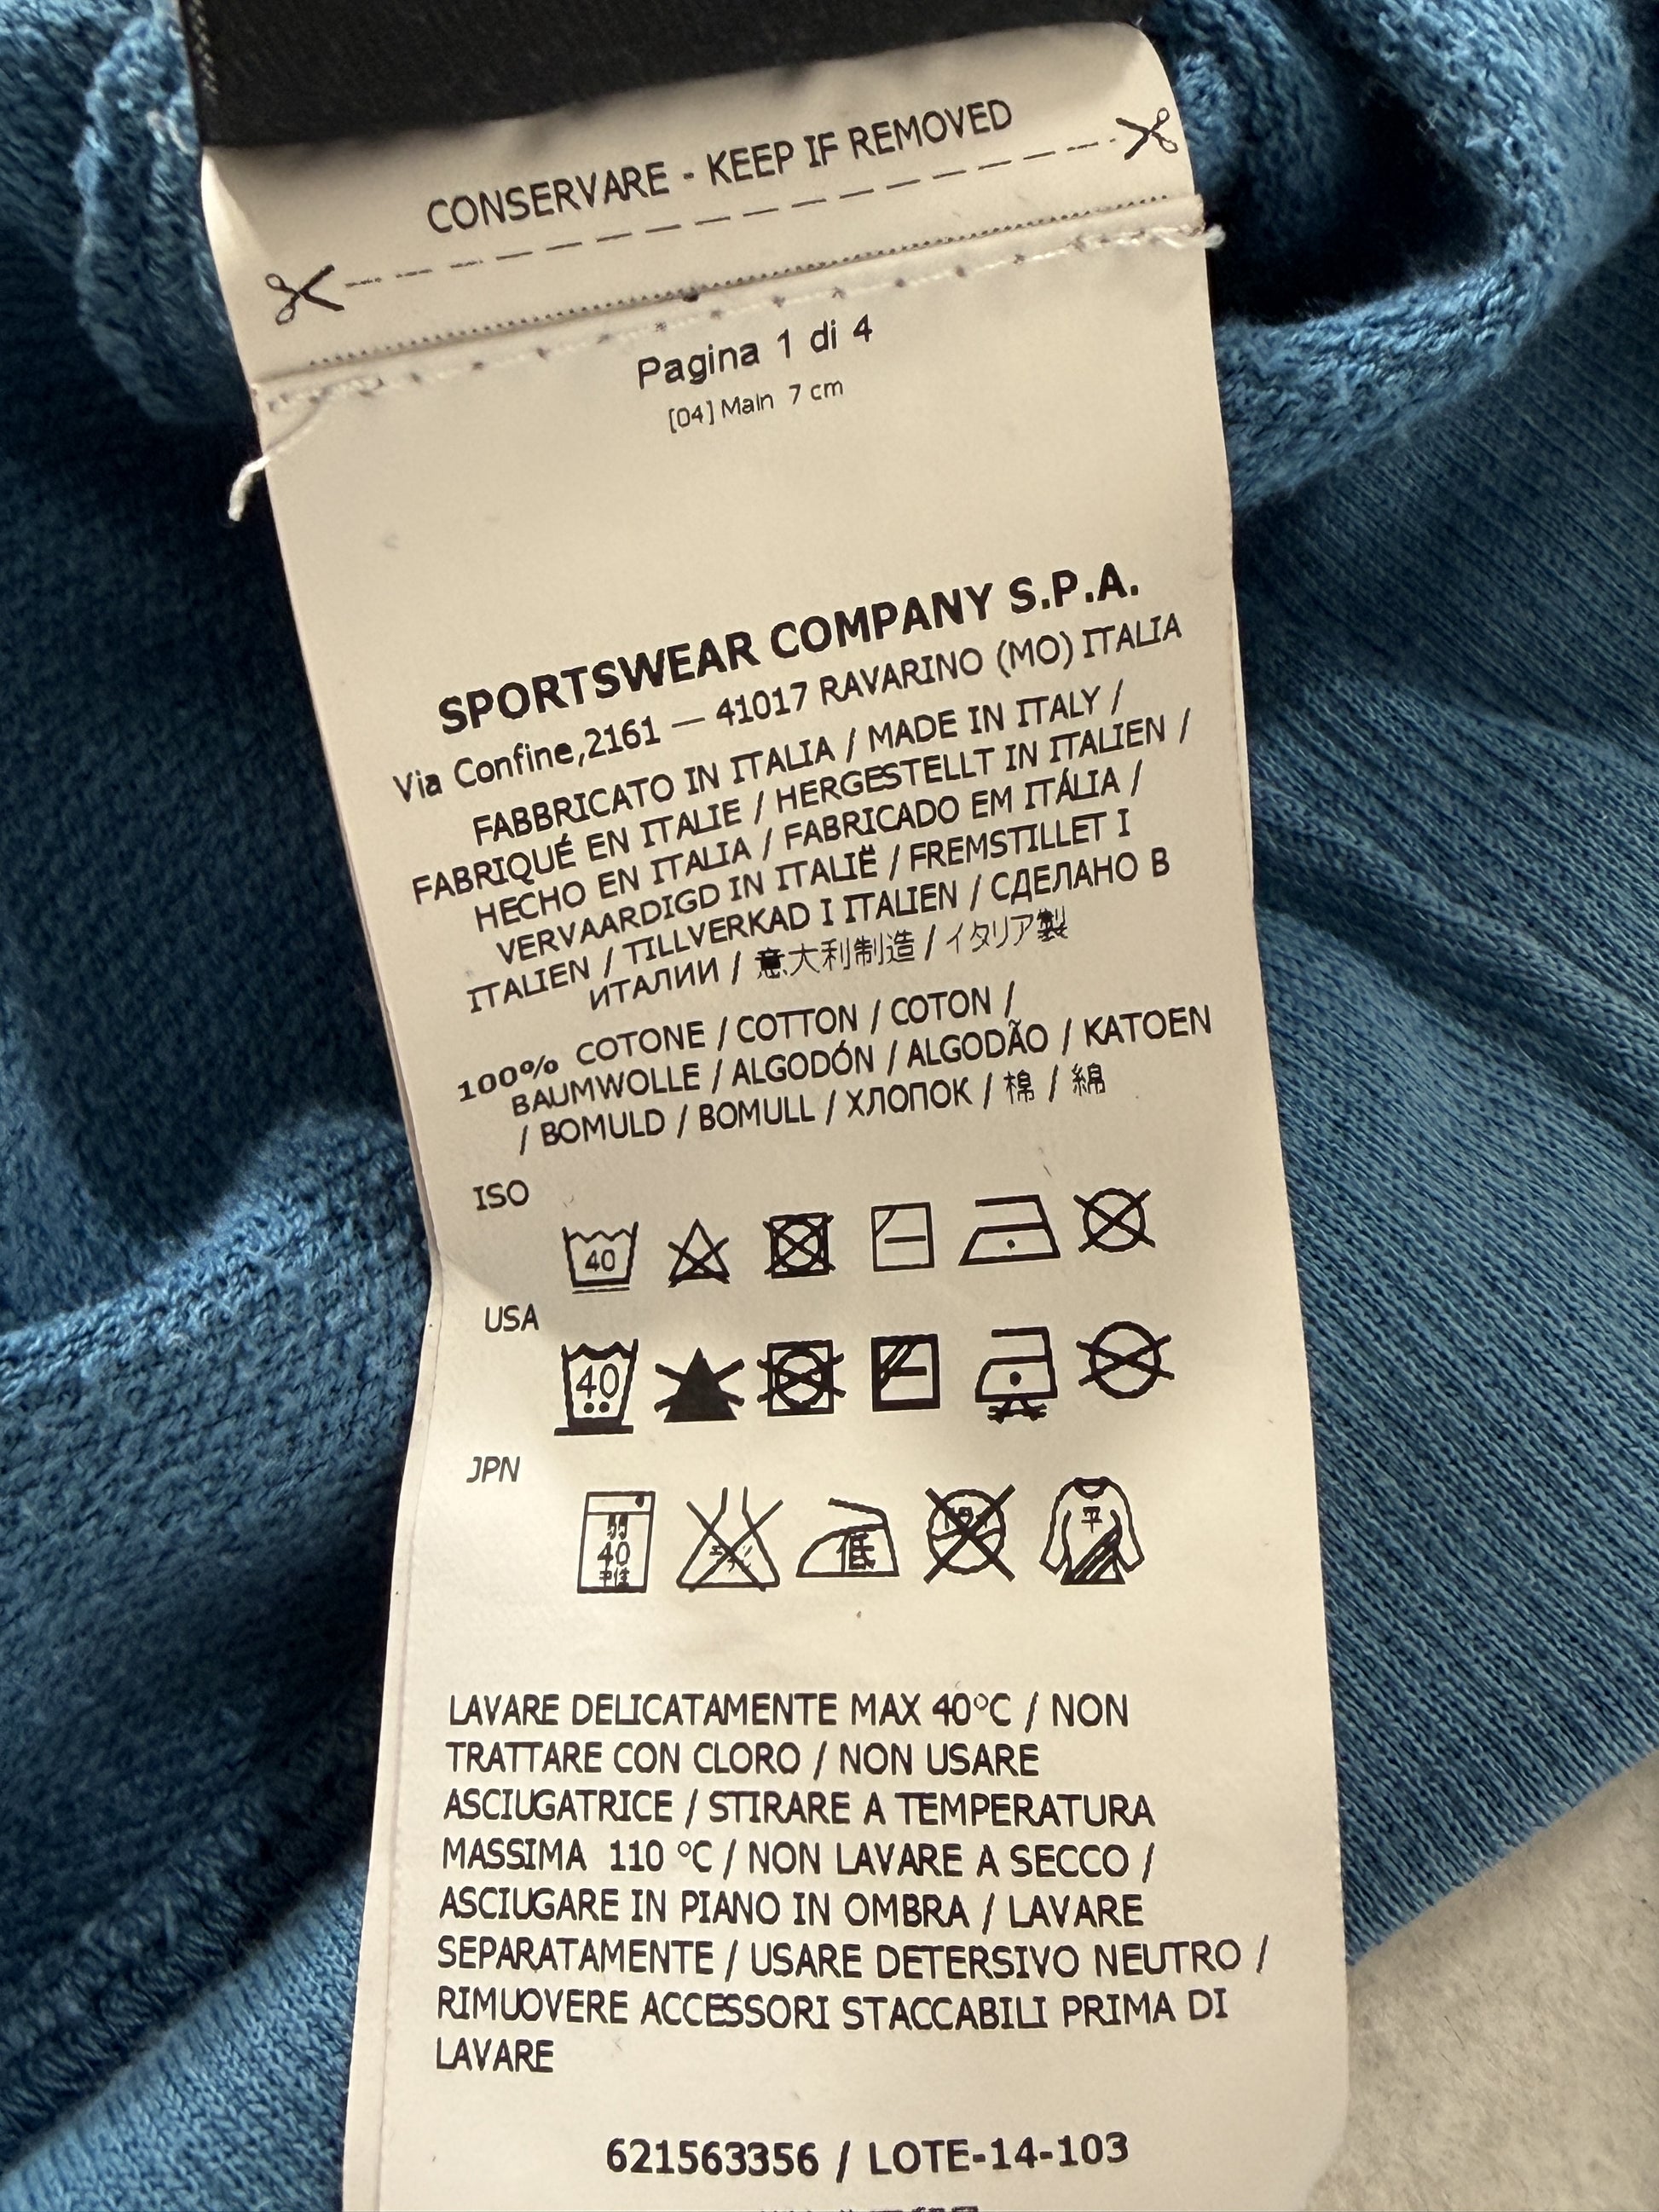 CONSERVARE - KEEP IF REMOVED
Pagina 1 di 4
[04] Main 7 cm
SPORTSWEAR COMPANY S.P.A.
Via Confine,2161 — 41017 RAVARINO (MO) ITALIA
FABBRICATO IN ITALIA / MADE IN ITALY /
FABRIQUÉ EN ITALIE / HERGESTELLT IN ITALIEN /
HECHO EN ITALIA / FABRICADO EM ITÁLIA /
VERVAARDIGD IN ITALIË / FREMSTILLET I
ITALIEN / TILLVERKAD I ITALIEN / СДЕЛАНО В
ИТАЛИИ / 意大利制造 / イタリア製
100% COTONE / COTTON / COTON /
BAUMWOLLE / ALGODÓN / ALGODÃO / KATOEN
/ BOMULD / BOMULL / ХЛОПОК / 棉 / 綿
ISO
40
USA
40
JPN
弱 40 中性 低 平
LAVARE DELICATAMENTE MAX 40°C / NON
TRATTARE CON CLORO / NON USARE
ASCIUGATRICE / STIRARE A TEMPERATURA
MASSIMA 110 °C / NON LAVARE A SECCO /
ASCIUGARE IN PIANO IN OMBRA / LAVARE
SEPARATAMENTE / USARE DETERSIVO NEUTRO /
RIMUOVERE ACCESSORI STACCABILI PRIMA DI
LAVARE
621563356 / LOTE-14-103